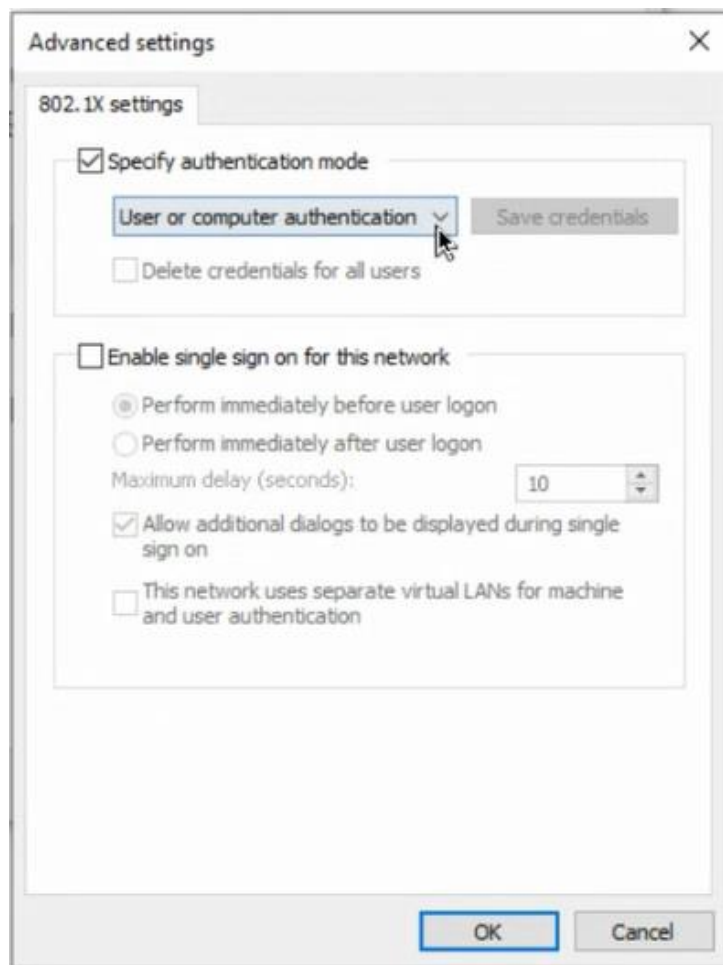 Advanced settings
802.1X settings
Specify authentication mode
User or computer authentication
Save credentials
Delete credentials for all users
Enable single sign on for this network
Perform immediately before user logon
Perform immediately after user logon
Maximum delay (seconds):
10
Allow additional dialogs to be displayed during single
sign on
This network uses separate virtual LANs for machine
and user authentication
OK
Cancel